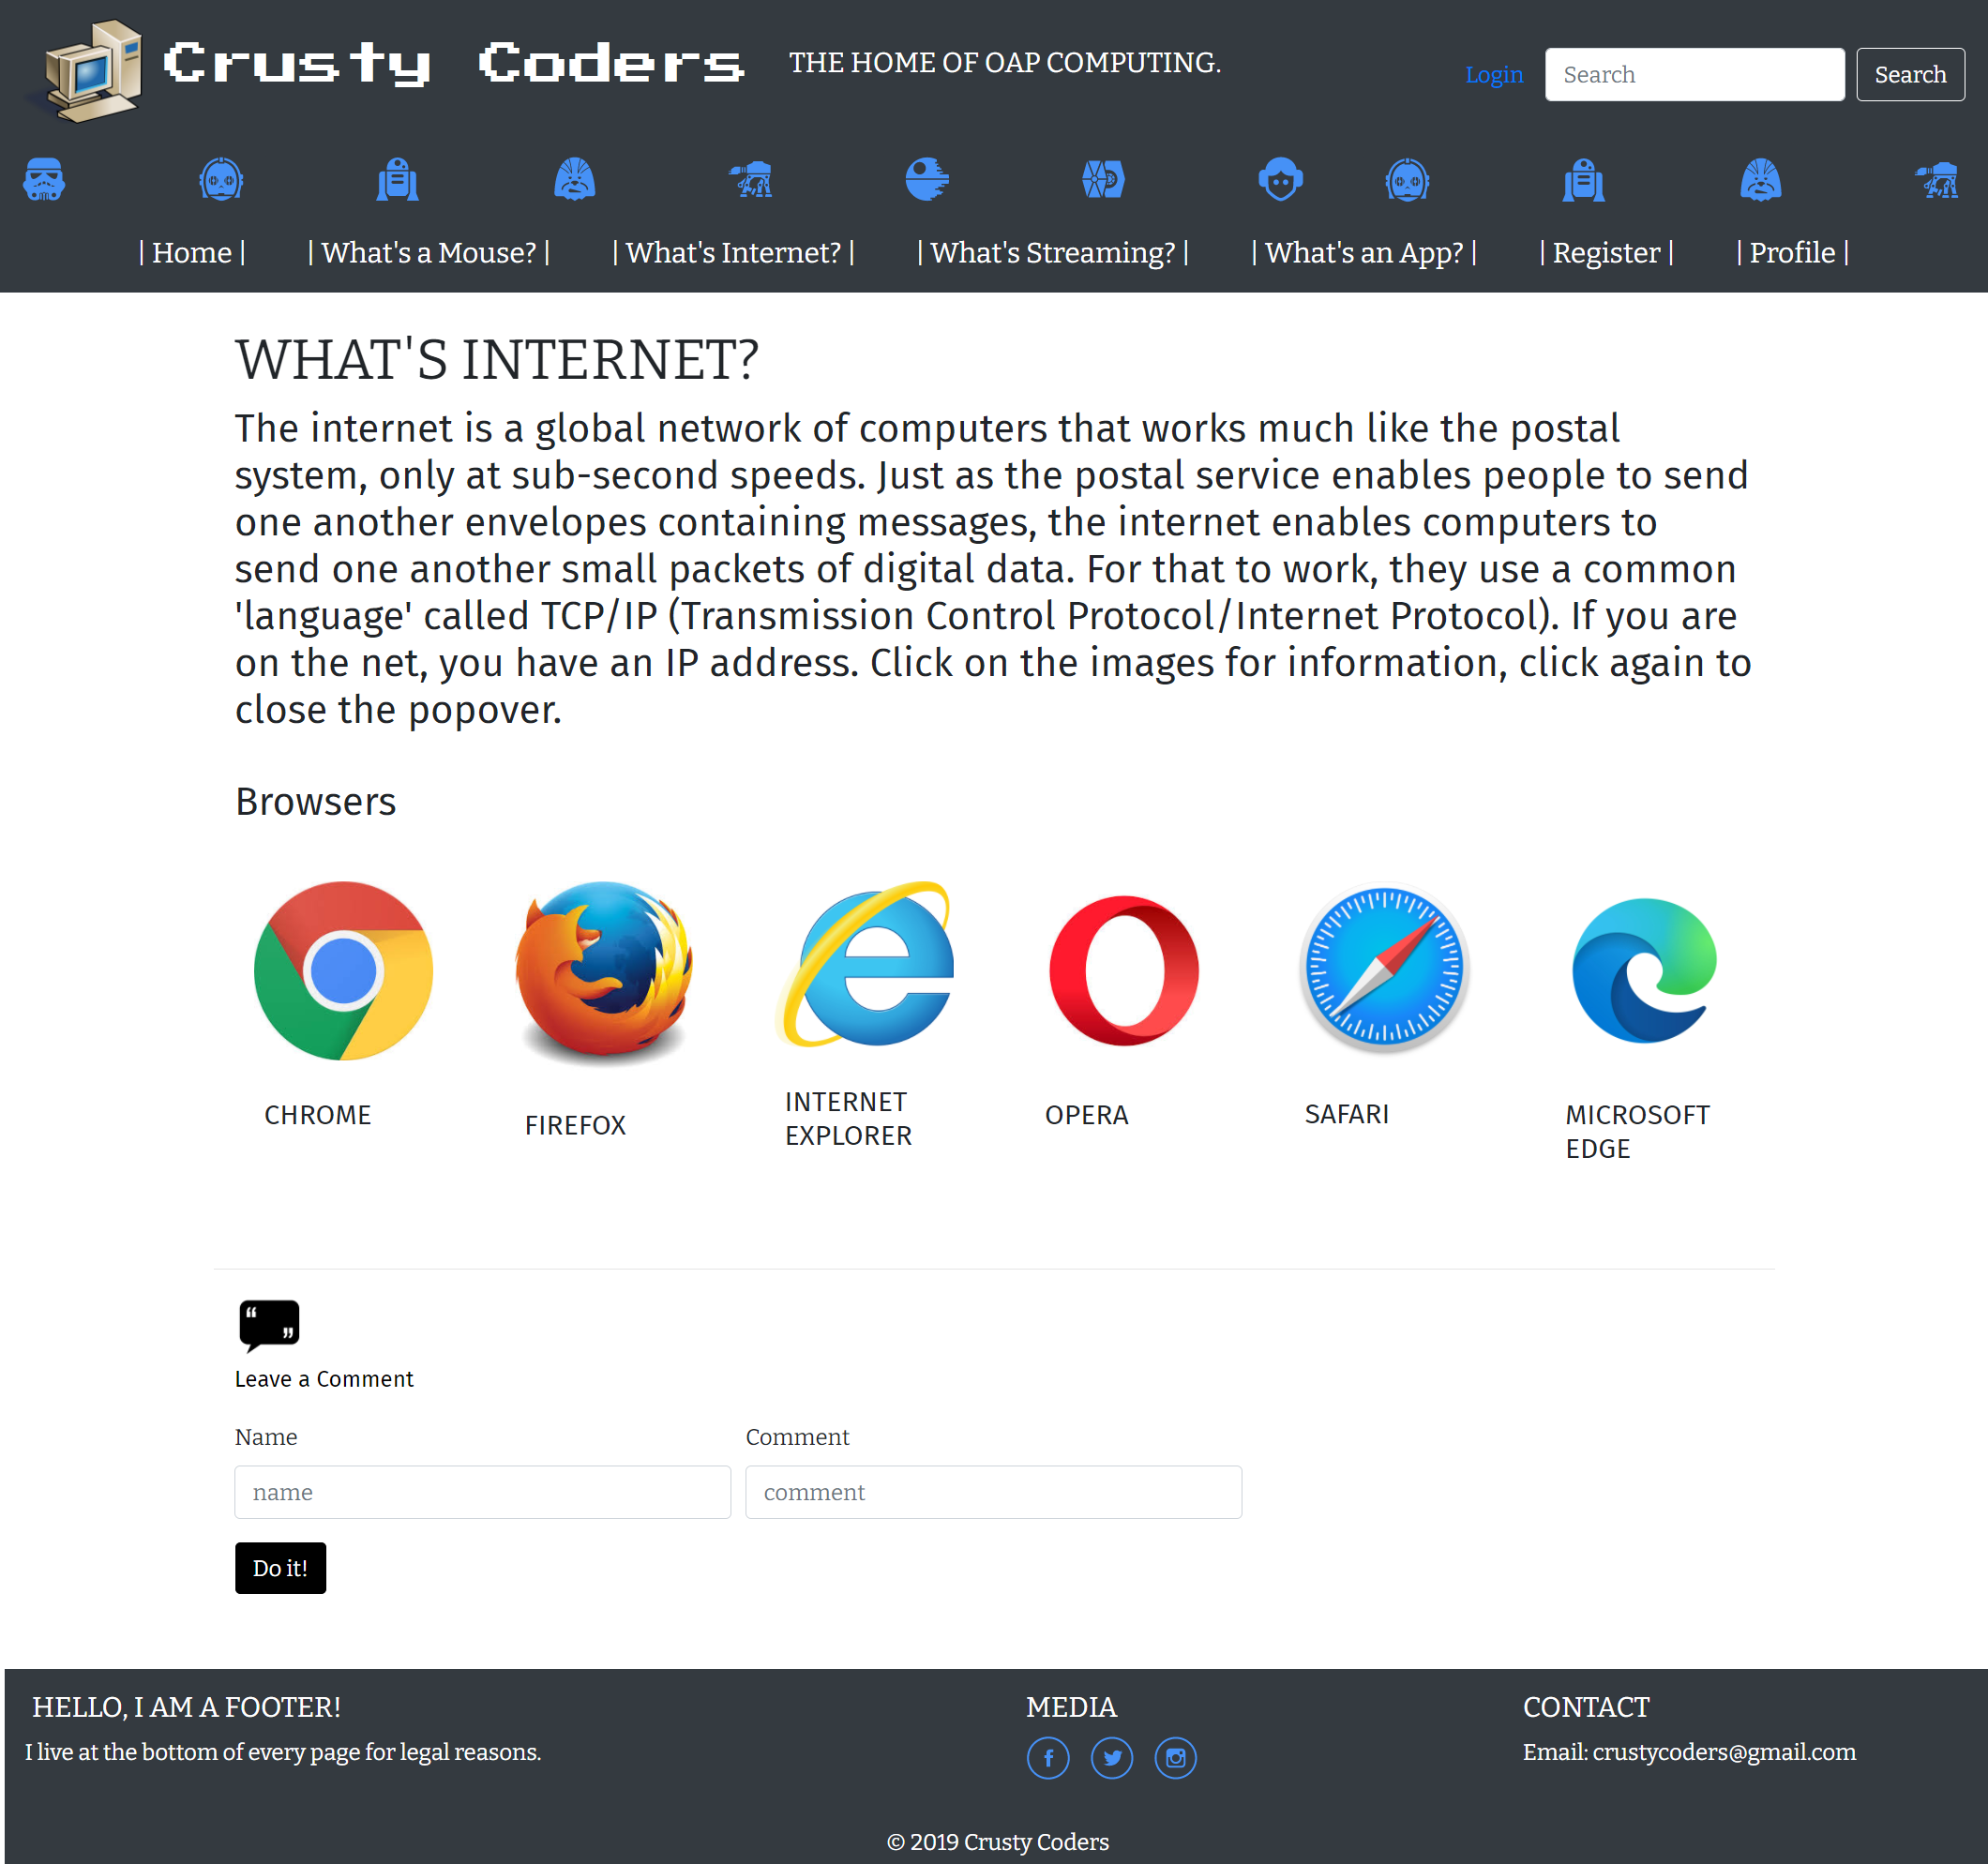 Crusty Coders
THE HOME OF OAP COMPUTING.
Login
Search
Search
| Home |
| What's a Mouse? |
| What's Internet? |
| What's Streaming? |
| What's an App? |
| Register |
| Profile |
WHAT'S INTERNET?
The internet is a global network of computers that works much like the postal
system, only at sub-second speeds. Just as the postal service enables people to send
one another envelopes containing messages, the internet enables computers to
send one another small packets of digital data. For that to work, they use a common
'language' called TCP/IP (Transmission Control Protocol/Internet Protocol). If you are
on the net, you have an IP address. Click on the images for information, click again to
close the popover.
Browsers
CHROME
FIREFOX
INTERNET
EXPLORER
OPERA
SAFARI
MICROSOFT
EDGE
Leave a Comment
Name
name
Comment
comment
Do it!
HELLO, I AM A FOOTER!
I live at the bottom of every page for legal reasons.
MEDIA
CONTACT
Email: crustycoders@gmail.com
© 2019 Crusty Coders